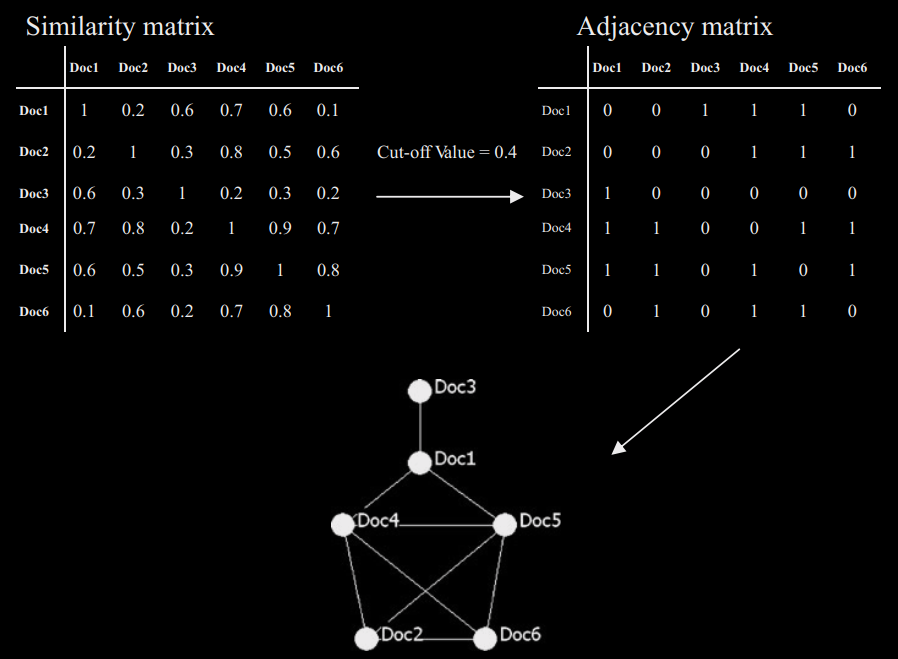 Similarity matrix
Doc1 Doc2 Doc3 Doc4 Doc5 Doc6
Doc1 1 0.2 0.6 0.7 0.6 0.1
Doc2 0.2 1 0.3 0.8 0.5 0.6
Doc3 0.6 0.3 1 0.2 0.3 0.2
Doc4 0.7 0.8 0.2 1 0.9 0.7
Doc5 0.6 0.5 0.3 0.9 1 0.8
Doc6 0.1 0.6 0.2 0.7 0.8 1
Cut-off Value = 0.4
Adjacency matrix
Doc1 Doc2 Doc3 Doc4 Doc5 Doc6
Doc1 0 0 1 1 1 0
Doc2 0 0 0 1 1 1
Doc3 1 0 0 0 0 0
Doc4 1 1 0 0 1 1
Doc5 1 1 0 1 0 1
Doc6 0 1 0 1 1 0
Doc3
Doc1
Doc4 Doc5
Doc2 Doc6